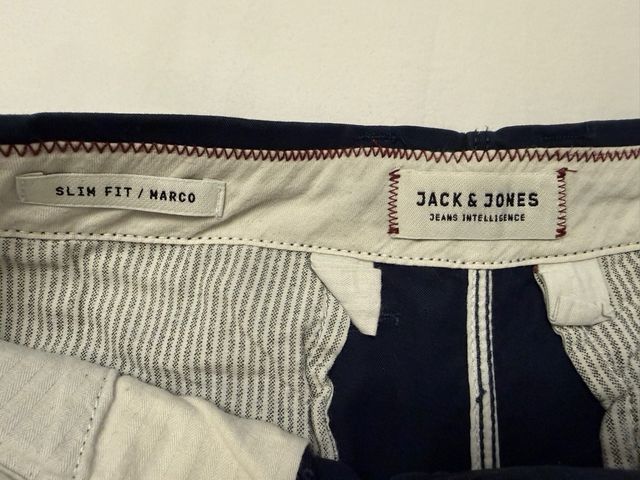 SLIM FIT / MARCO
JACK & JONES
JEANS INTELLIGENCE